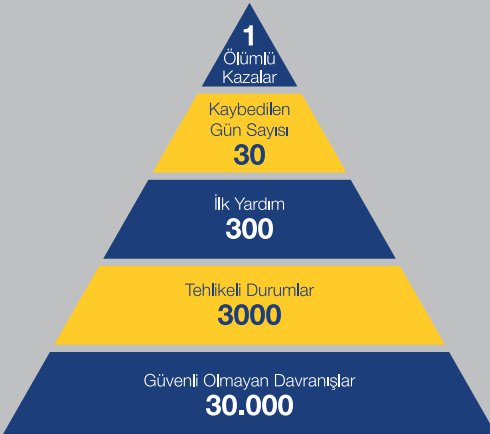 1
Ölümlü
Kazalar
Kaybedilen
Gün Sayısı
30
İlk Yardım
300
Tehlikeli Durumlar
3000
Güvenli Olmayan Davranışlar
30.000